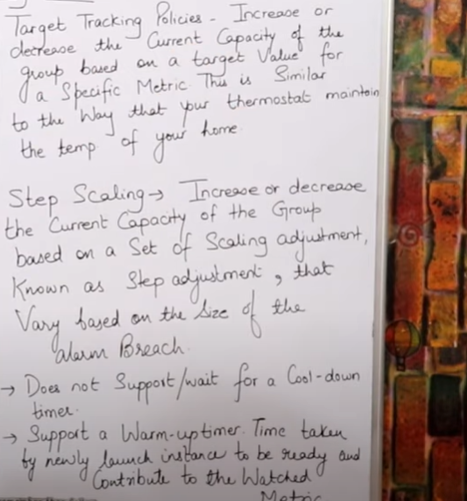 Target Tracking Policies - Increase or
decrease the Current Capacity of the
group based on a target Value for
a Specific Metric This is Similar
to the Way that your thermostat maintain
the temp of your home
Step Scaling → Increase or decrease
the Current Capacity of the Group
based on a Set of Scaling adjustment,
Known as Step adjustment, that
Vary based on the Size of the
alarm Breach.
→ Does not Support/wait for a Cool-down
timer.
→ Support a Warm-up timer. Time taken
by newly launch instance to be ready and
Contribute to the Watched
Metric